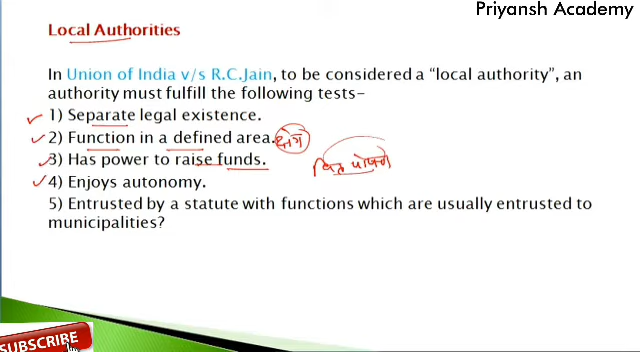 Priyansh Academy
Local Authorities
In Union of India v/s R.C.Jain, to be considered a “local authority”, an
authority must fulfill the following tests–
1) Separate legal existence.
2) Function in a defined area.
3) Has power to raise funds.
4) Enjoys autonomy.
5) Entrusted by a statute with functions which are usually entrusted to
municipalities?
SUBSCRIBE